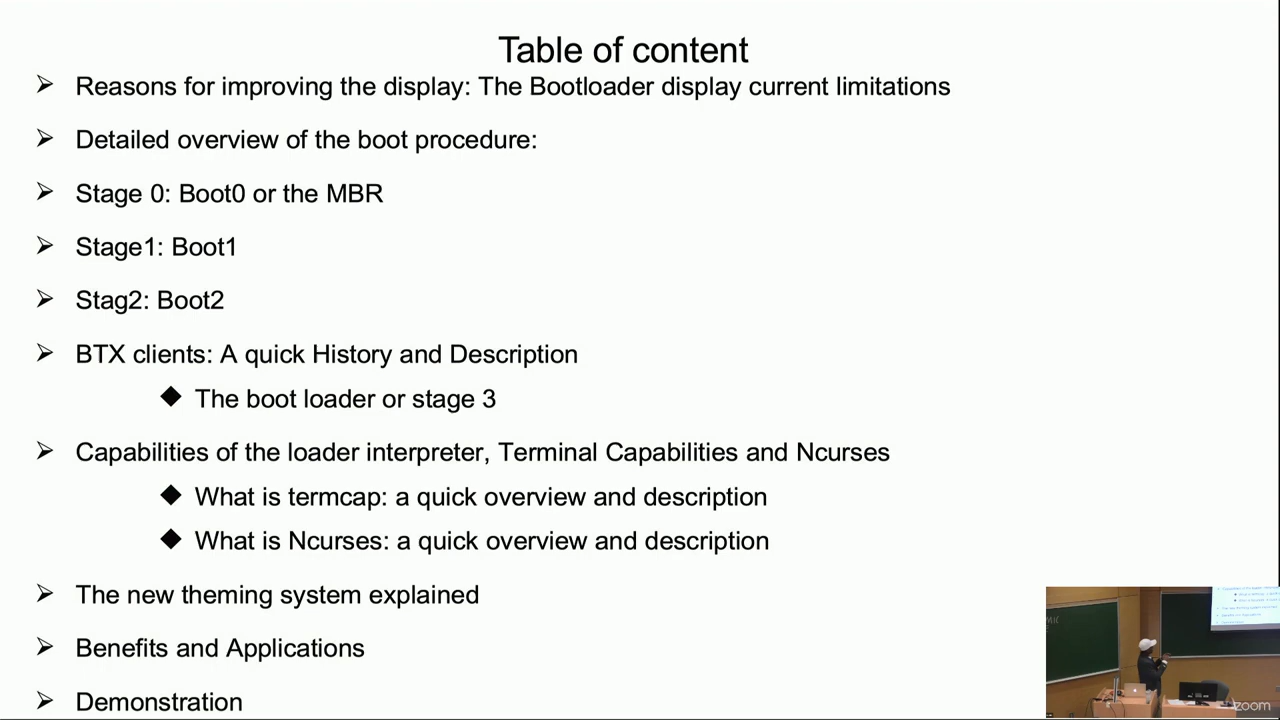 Table of content
Reasons for improving the display: The Bootloader display current limitations
Detailed overview of the boot procedure:
Stage 0: Boot0 or the MBR
Stage1: Boot1
Stag2: Boot2
BTX clients: A quick History and Description
The boot loader or stage 3
Capabilities of the loader interpreter, Terminal Capabilities and Ncurses
What is termcap: a quick overview and description
What is Ncurses: a quick overview and description
The new theming system explained
Benefits and Applications
Demonstration
zoom